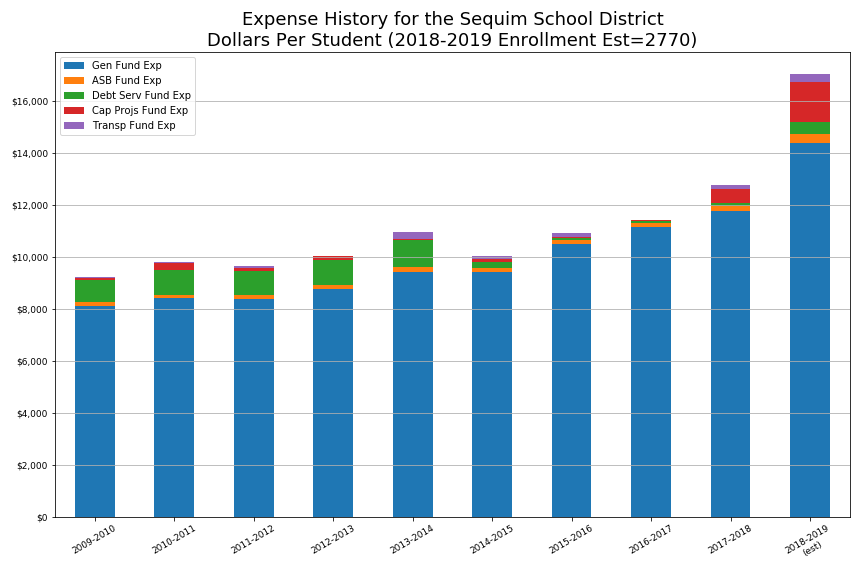 Expense History for the Sequim School District
Dollars Per Student (2018-2019 Enrollment Est=2770)
Gen Fund Exp
ASB Fund Exp
Debt Serv Fund Exp
Cap Projs Fund Exp
Transp Fund Exp
$16,000
$14,000
$12,000
$10,000
$8,000
$6,000
$4,000
$2,000
$0
2009-2010
2010-2011
2011-2012
2012-2013
2013-2014
2014-2015
2015-2016
2016-2017
2017-2018
2018-2019
(est)